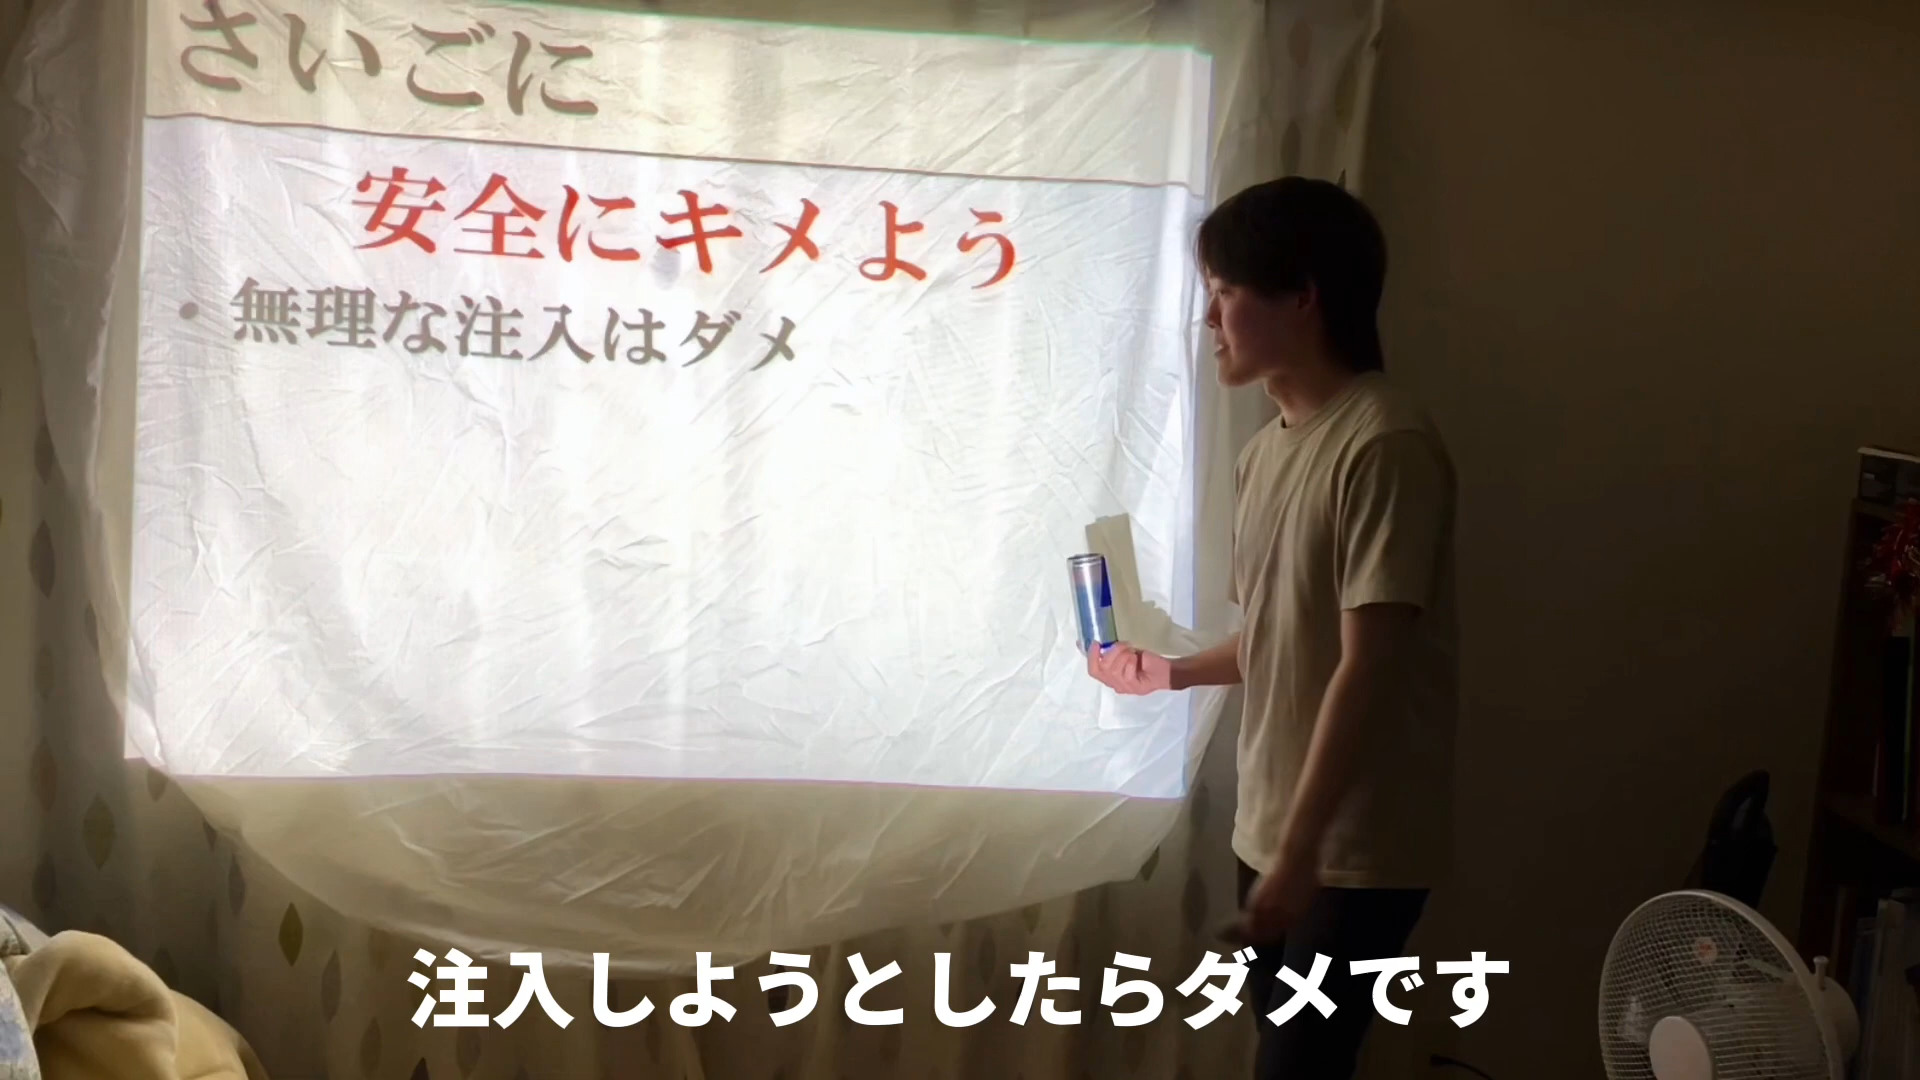 さいごに
安全にキメよう
・無理な注入はダメ
注入しようとしたらダメです